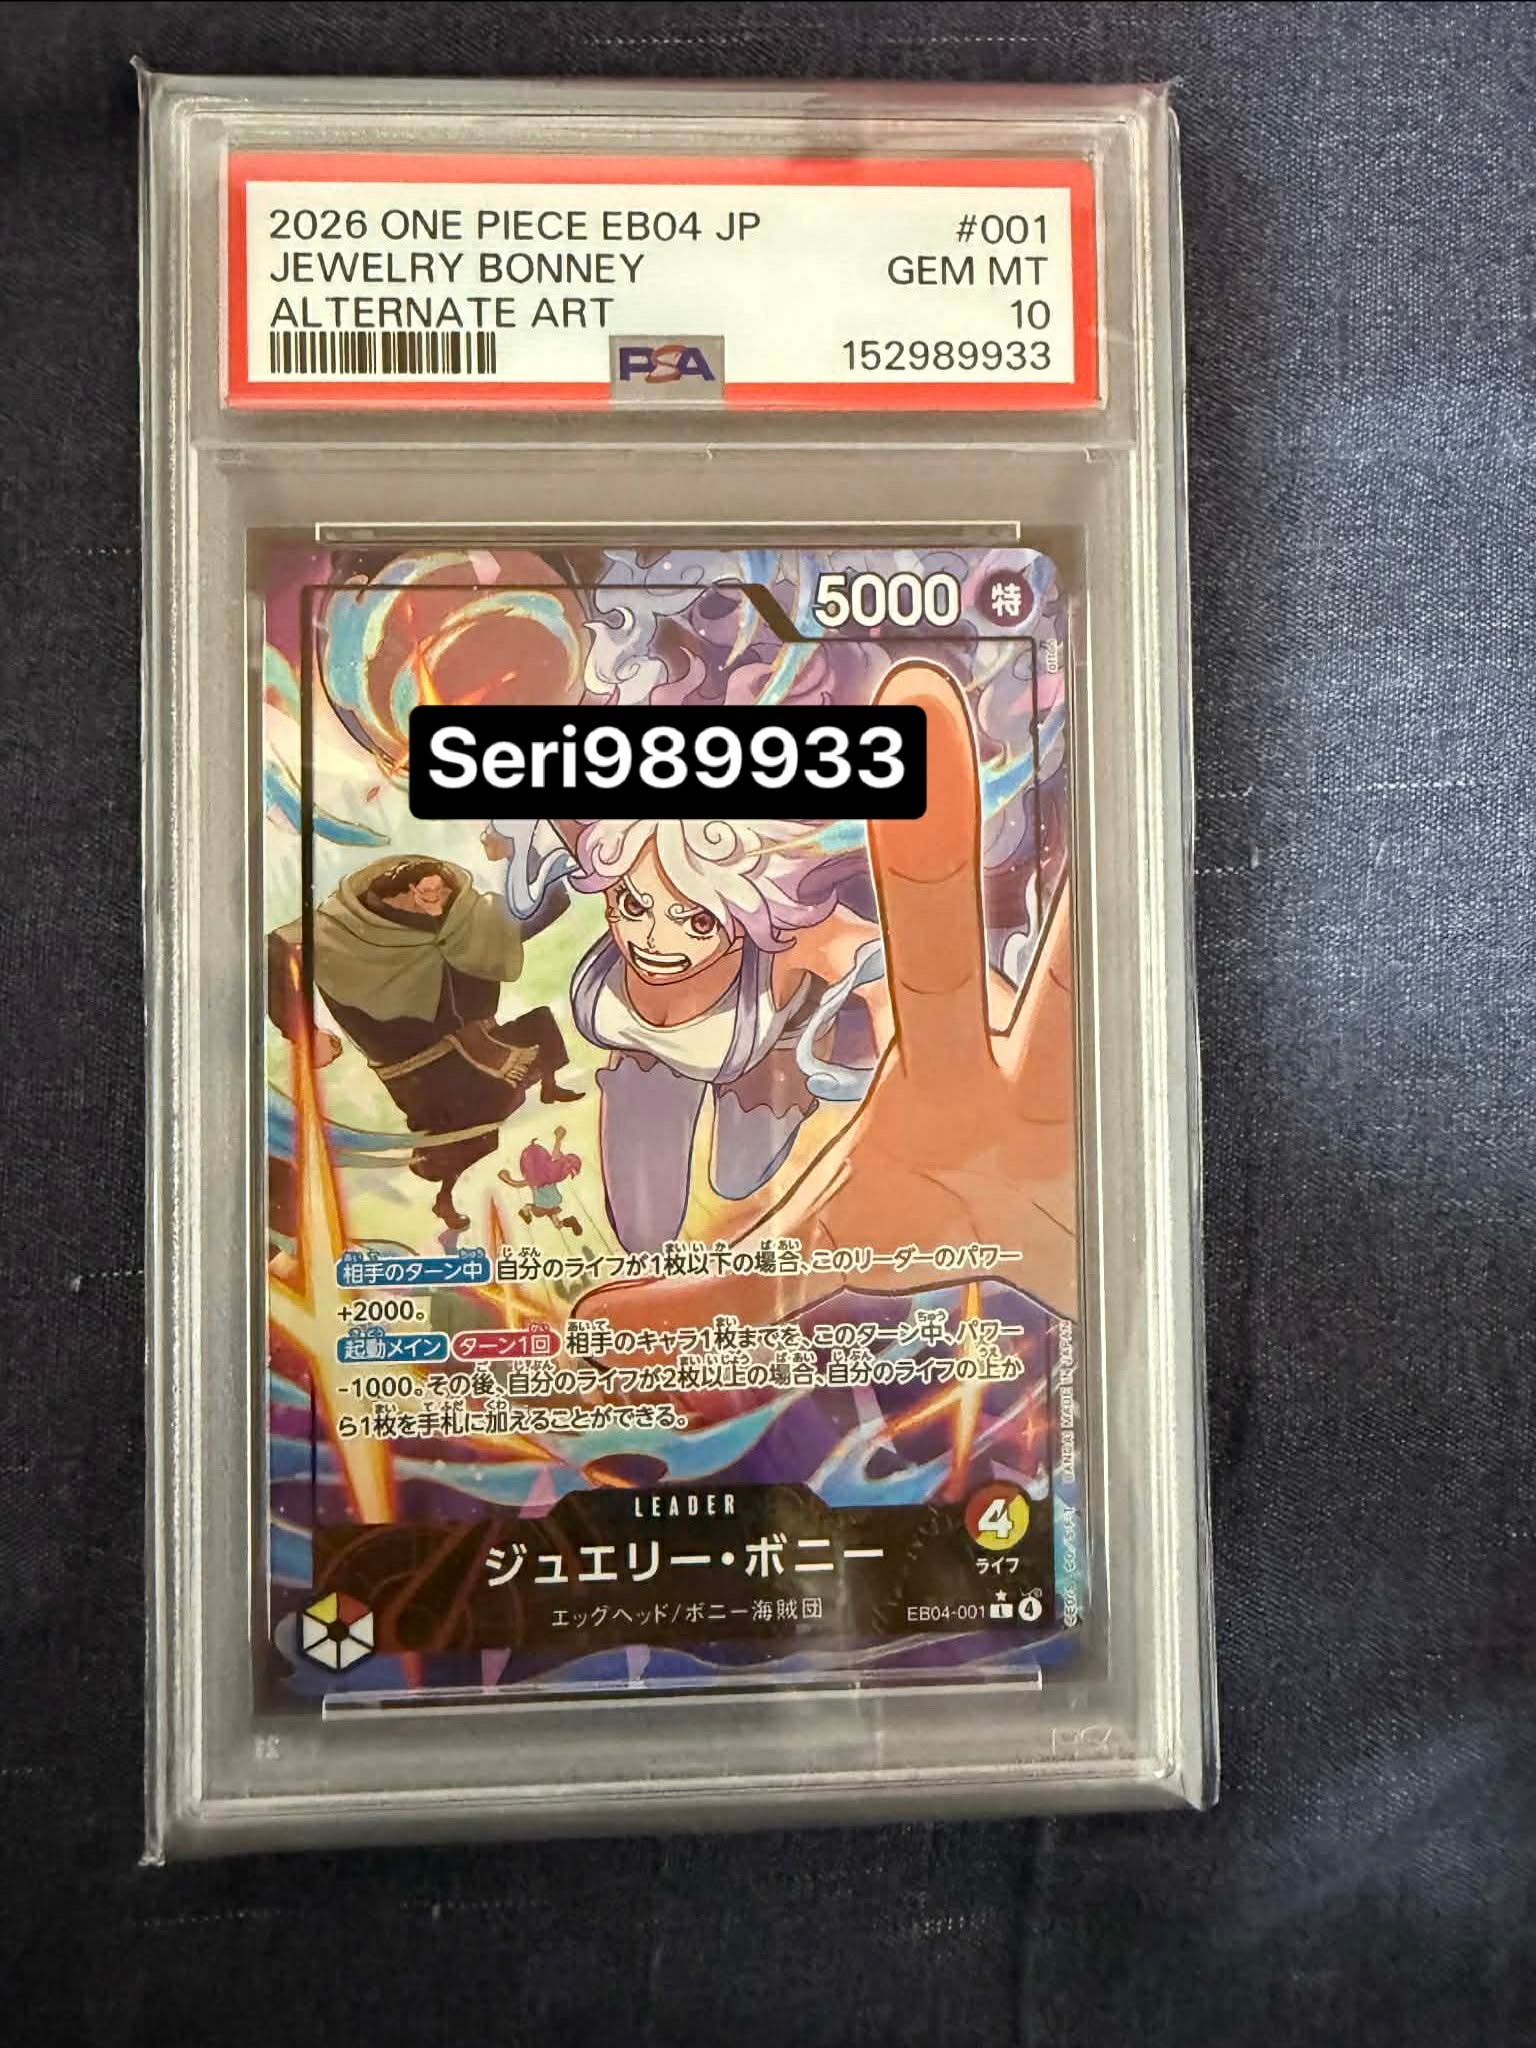 2026 ONE PIECE EB04 JP #001
JEWELRY BONNEY GEM MT
ALTERNATE ART 10
PSA 152989933
5000 特
Seri989933
相手のターン中 自分のライフが1枚以下の場合、このリーダーのパワー
+2000。
起動メイン ターン1回 相手のキャラ1枚までを、このターン中、パワー
-1000。その後、自分のライフが2枚以上の場合、自分のライフの上か
ら1枚を手札に加えることができる。
LEADER
4
ジュエリー・ボニー
ライフ
エッグヘッド/ボニー海賊団
EB04-001 L 4
BANDAI MADE IN JAPAN